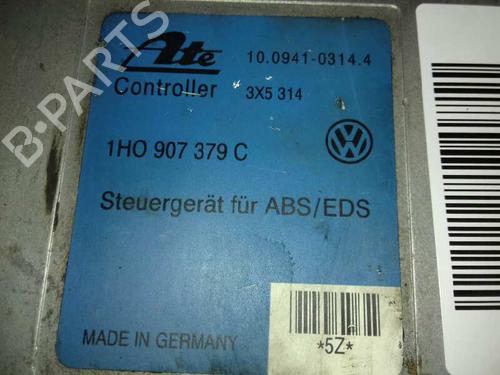 Ate 10.0941-0314.4
Controller 3X5 314
1HO 907 379 C
Steuergerät für ABS/EDS
MADE IN GERMANY
*5Z*
B-PARTS